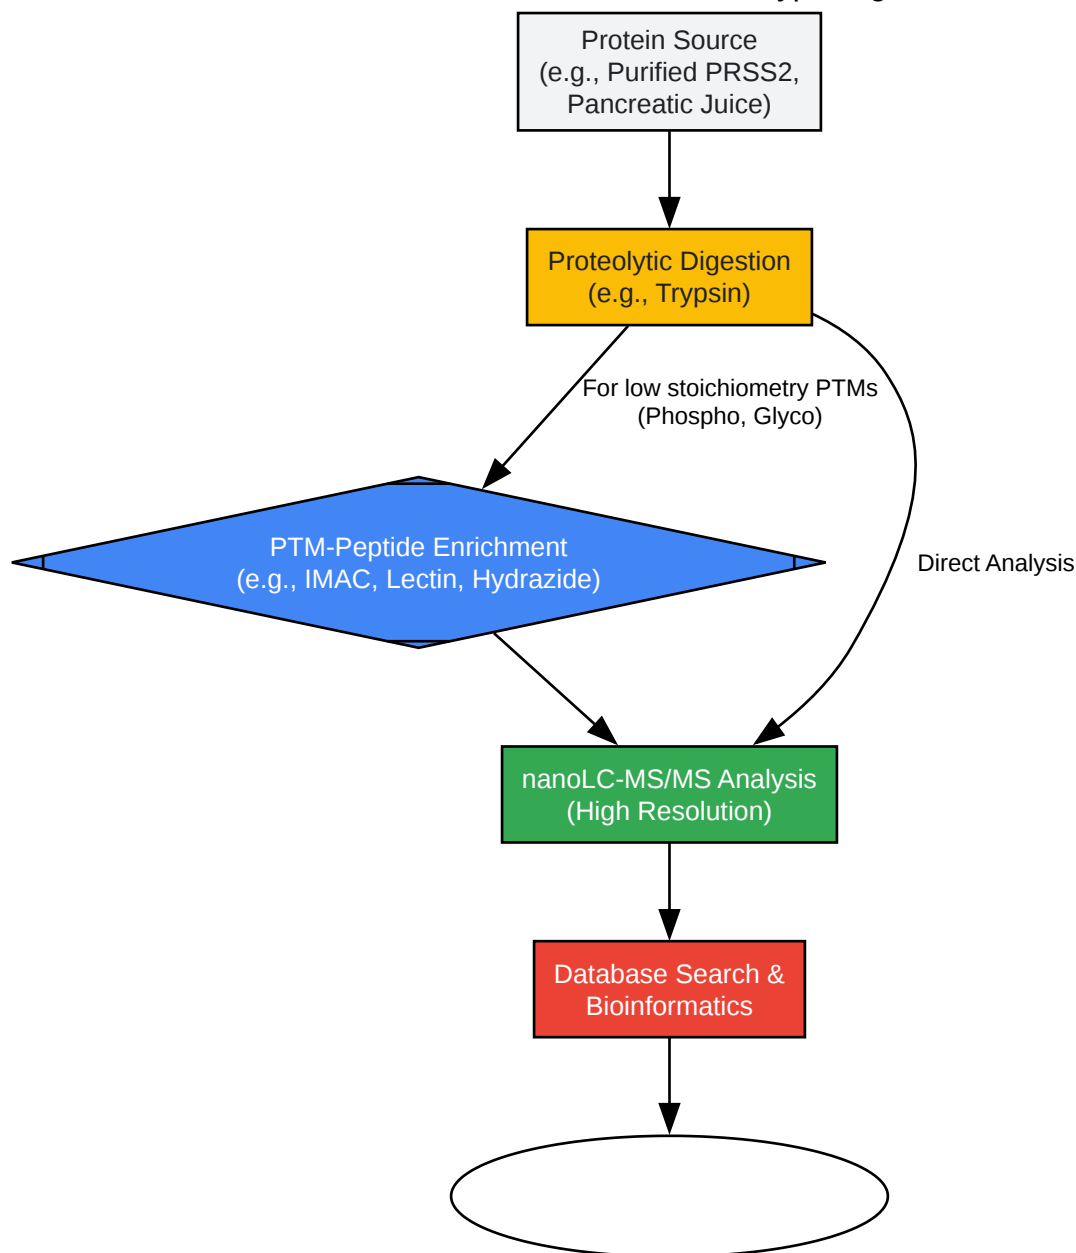 Protein Source
(e.g., Purified PRSS2,
Pancreatic Juice)
Proteolytic Digestion
(e.g., Trypsin)
For low stoichiometry PTMs
(Phospho, Glyco)
PTM-Peptide Enrichment
(e.g., IMAC, Lectin, Hydrazide)
Direct Analysis
nanoLC-MS/MS Analysis
(High Resolution)
Database Search &
Bioinformatics